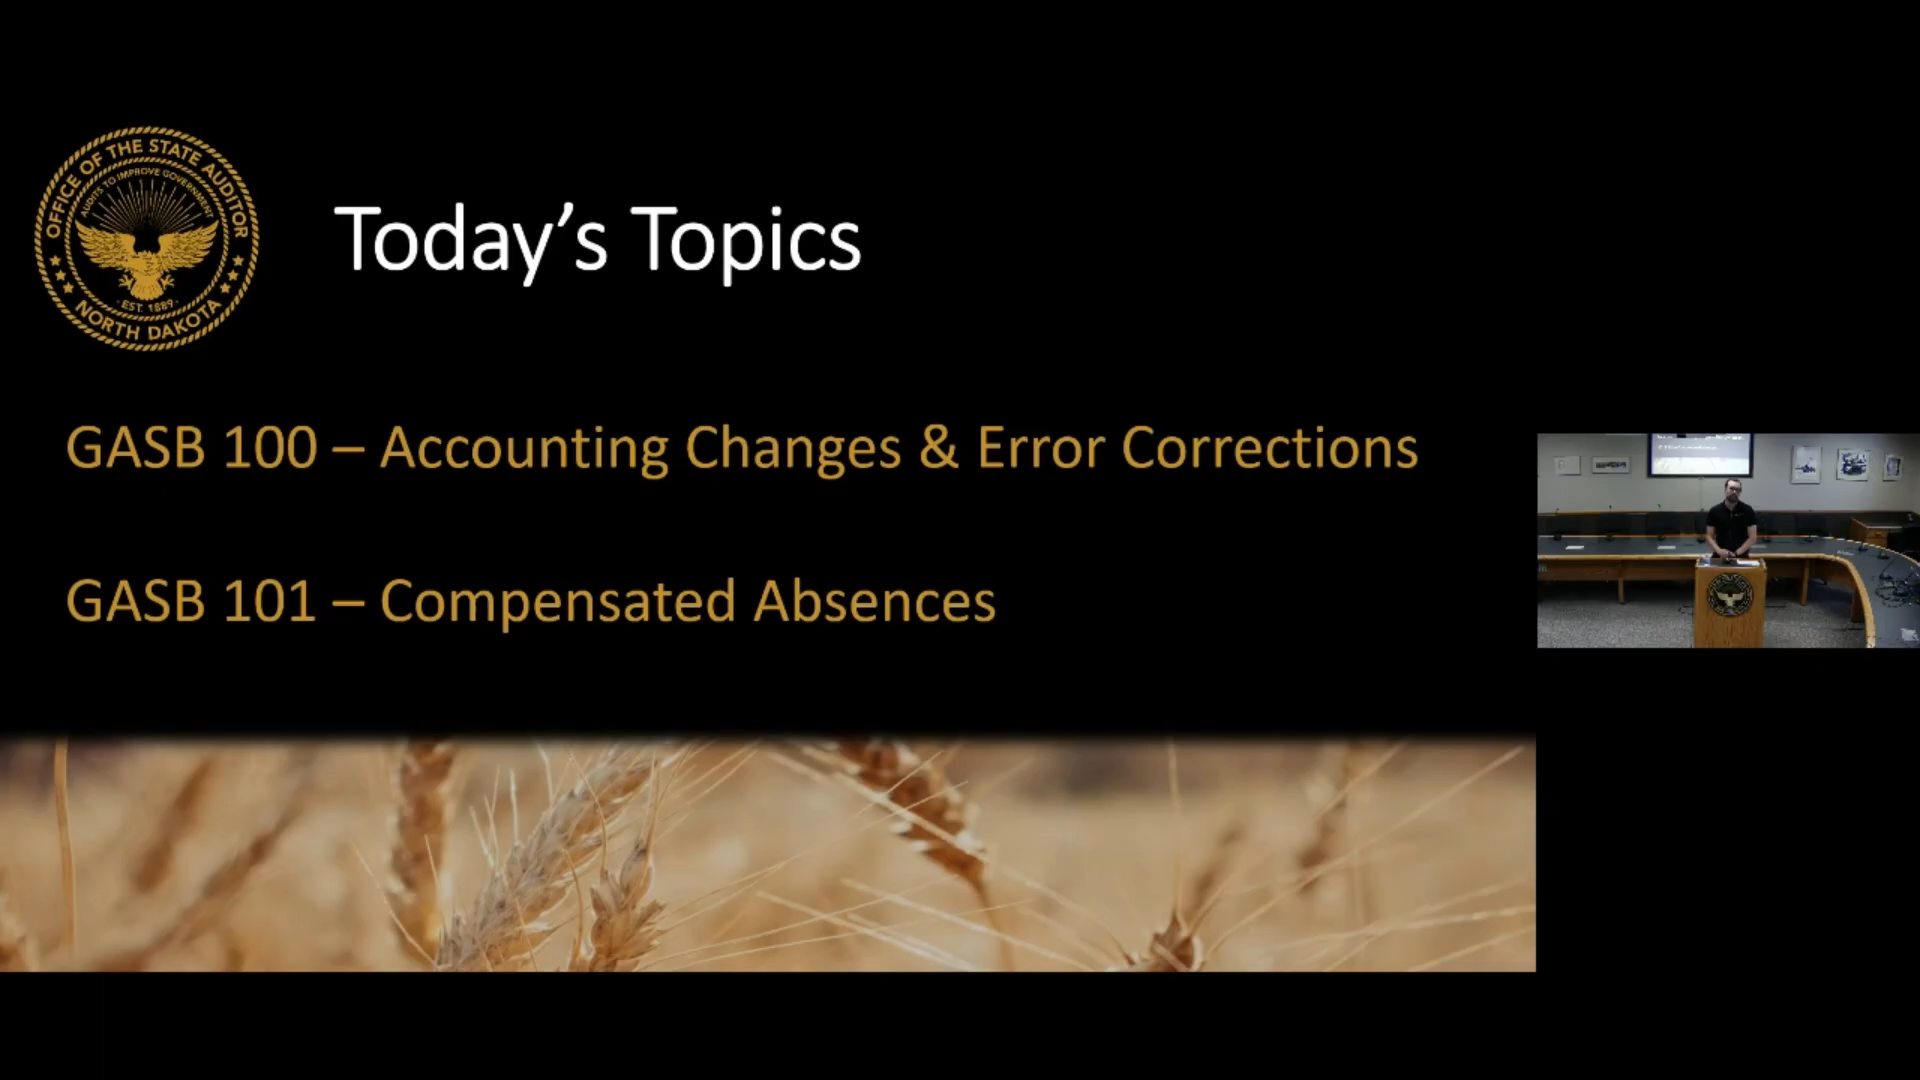 OFFICE OF THE STATE AUDITOR
AUDITS TO IMPROVE GOVERNMENT
EST. 1889
NORTH DAKOTA
Today's Topics
GASB 100 – Accounting Changes & Error Corrections
GASB 101 – Compensated Absences